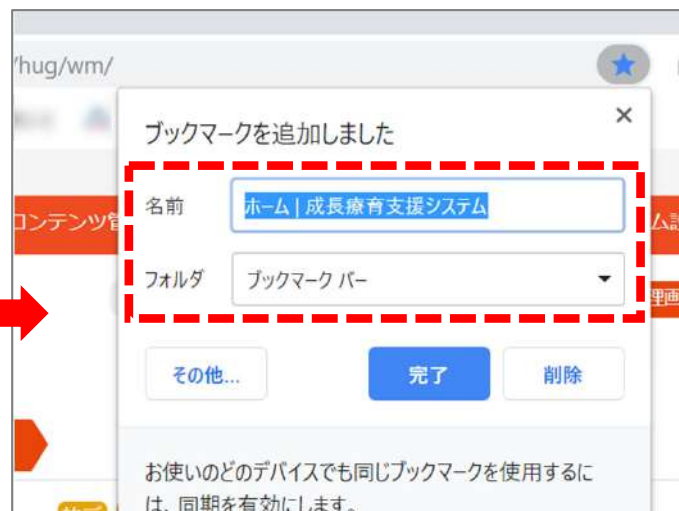 /hug/wm/
ブックマークを追加しました
×
名前
ホーム | 成長療育支援システム
コンテンツ管
フォルダ
ブックマーク バー
理画
その他...
完了
削除
お使いのどのデバイスでも同じブックマークを使用するに
は、同期を有効にします。